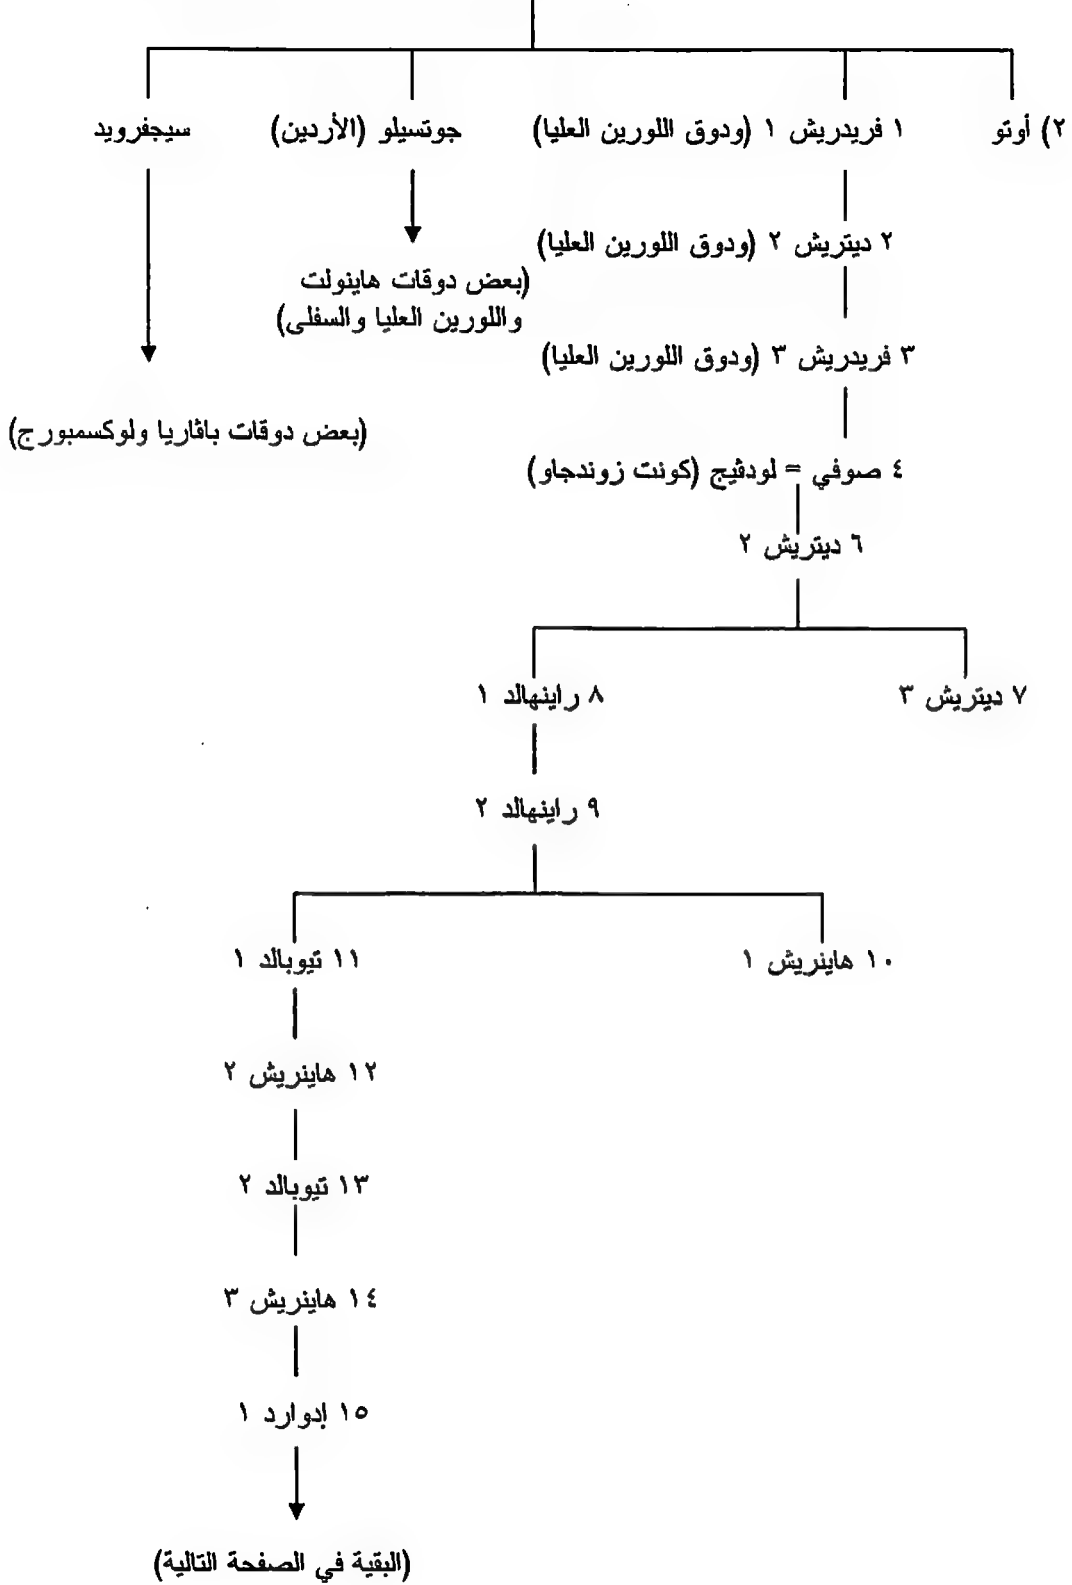 ٢) أوتو
١ فريدريش ١ (ودوق اللورين العليا)
جوتسيلو (الأردين)
سيجفرويد
٢ ديتريش ٢ (ودوق اللورين العليا)
(بعض دوقات هاينولت
واللورين العليا والسفلى)
٣ فريدريش ٣ (ودوق اللورين العليا)
(بعض دوقات باڤاريا ولوكسمبورج)
٤ صوفي = لودڤيج (كونت زوندجاو)
٦ ديتريش ٢
٧ ديتريش ٣
٨ راينهالد ١
٩ راينهالد ٢
١٠ هاينريش ١
١١ تيوبالد ١
١٢ هاينريش ٢
١٣ تيوبالد ٢
١٤ هاينريش ٣
١٥ إدوارد ١
(البقية في الصفحة التالية)